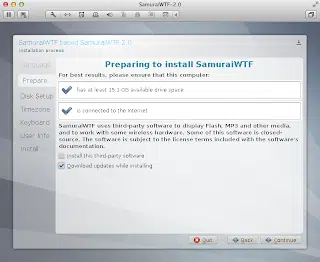 SamuraiWTF-2.0
SamuraiWTF based SamuraiWTF-2.0
Installation process
Language
Prepare
Disk Setup
Timezone
Keyboard
User Info
Install
Preparing to install SamuraiWTF
For best results, please ensure that this computer:
has at least 15.1 GB available drive space
is connected to the Internet
SamuraiWTF uses third-party software to display Flash, MP3 and other media,
and to work with some wireless hardware. Some of this software is closed-
source. The software is subject to the license terms included with the software's
documentation.
Install this third-party software
Download updates while installing
Quit
Back
Continue